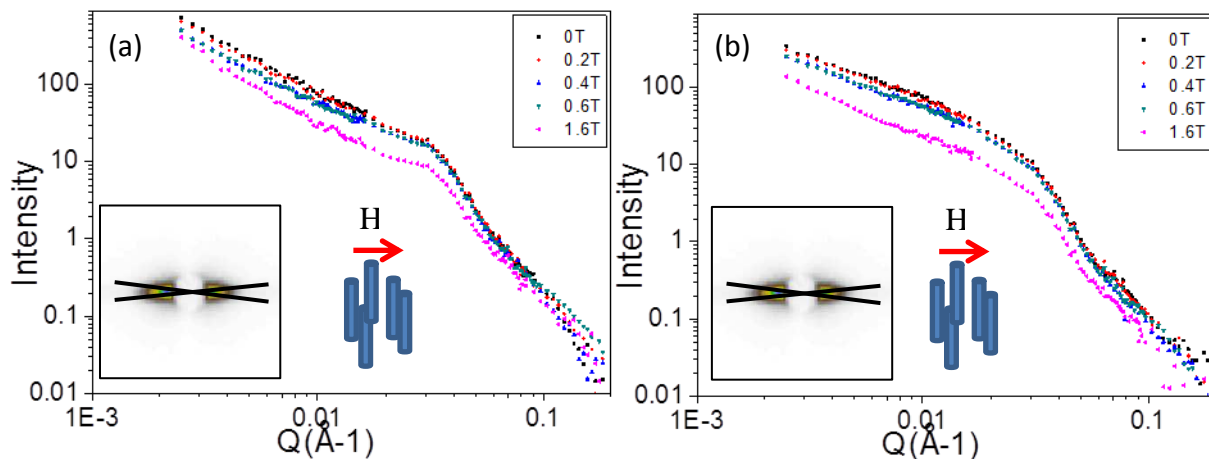 (a)
0T
0.2T
0.4T
0.6T
1.6T
100
10
1
0.1
0.01
Intensity
H
1E-3
0.01
0.1
Q(Å-1)
(b)
0T
0.2T
0.4T
0.6T
1.6T
1000
100
10
1
0.1
0.01
Intensity
H
1E-3
0.01
0.1
Q(Å-1)